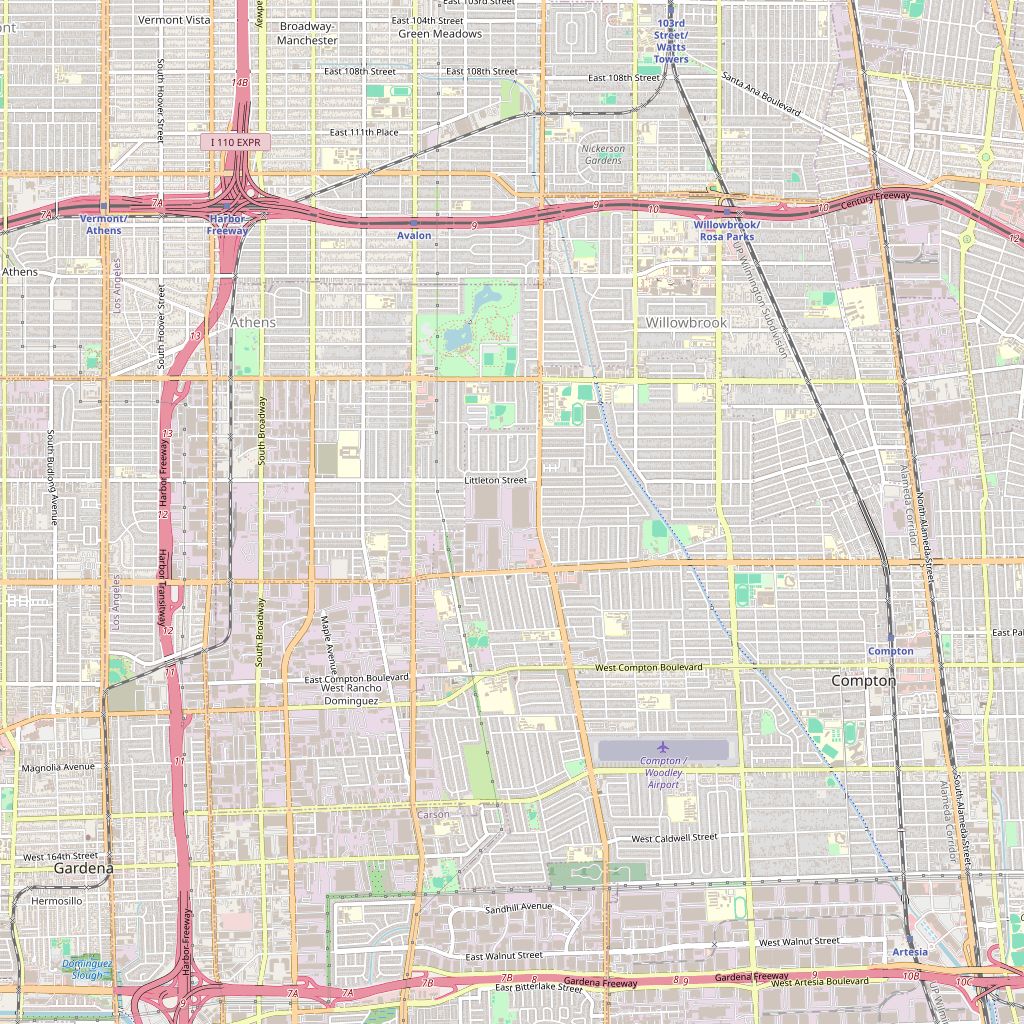 East 103rd Street
Vermont Vista
Broadway-
Manchester
East 104th Street
Green Meadows
103rd
Street/
Watts
Towers
East 108th Street
East 108th Street
East 108th Street
Santa Ana Boulevard
South Hoover Street
14B
East 111th Place
I 110 EXPR
Nickerson
Gardens
7A
7A
Vermont/
Athens
Harbor
Freeway
Avalon
9
9
10
Willowbrook/
Rosa Parks
10
Century Freeway
12
Athens
Los Angeles
South Hoover Street
UP Wilmington Subdivision
Athens
13
Willowbrook
South Budlong Avenue
13
Harbor Freeway
South Broadway
Littleton Street
12
Alameda Corridor
North Alameda Street
Harbor Transitway
Los Angeles
12
South Broadway
Maple Avenue
11
East Compton Boulevard
West Rancho
Dominguez
West Compton Boulevard
Compton
Compton
11
Compton /
Woodley
Airport
Magnolia Avenue
Carson
South Alameda Street
Alameda Corridor
West Caldwell Street
West 164th Street
Gardena
Hermosillo
Harbor Freeway
Sandhill Avenue
West Walnut Street
East Walnut Street
Artesia
Dominguez
Slough
9
7A
7A
7B
7B
8
Gardena Freeway
8
9
Gardena Freeway
9
West Artesia Boulevard
10B
10C
East Bitterlake Street